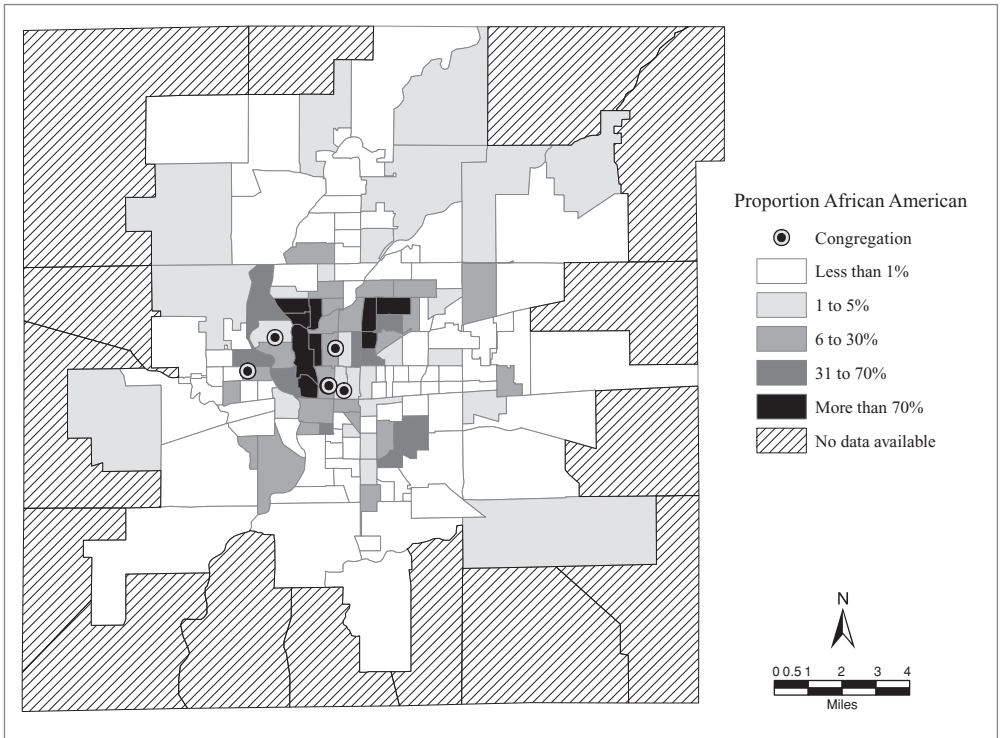 Proportion African American
Congregation
Less than 1%
1 to 5%
6 to 30%
31 to 70%
More than 70%
No data available
N
0 0.5 1 2 3 4
Miles